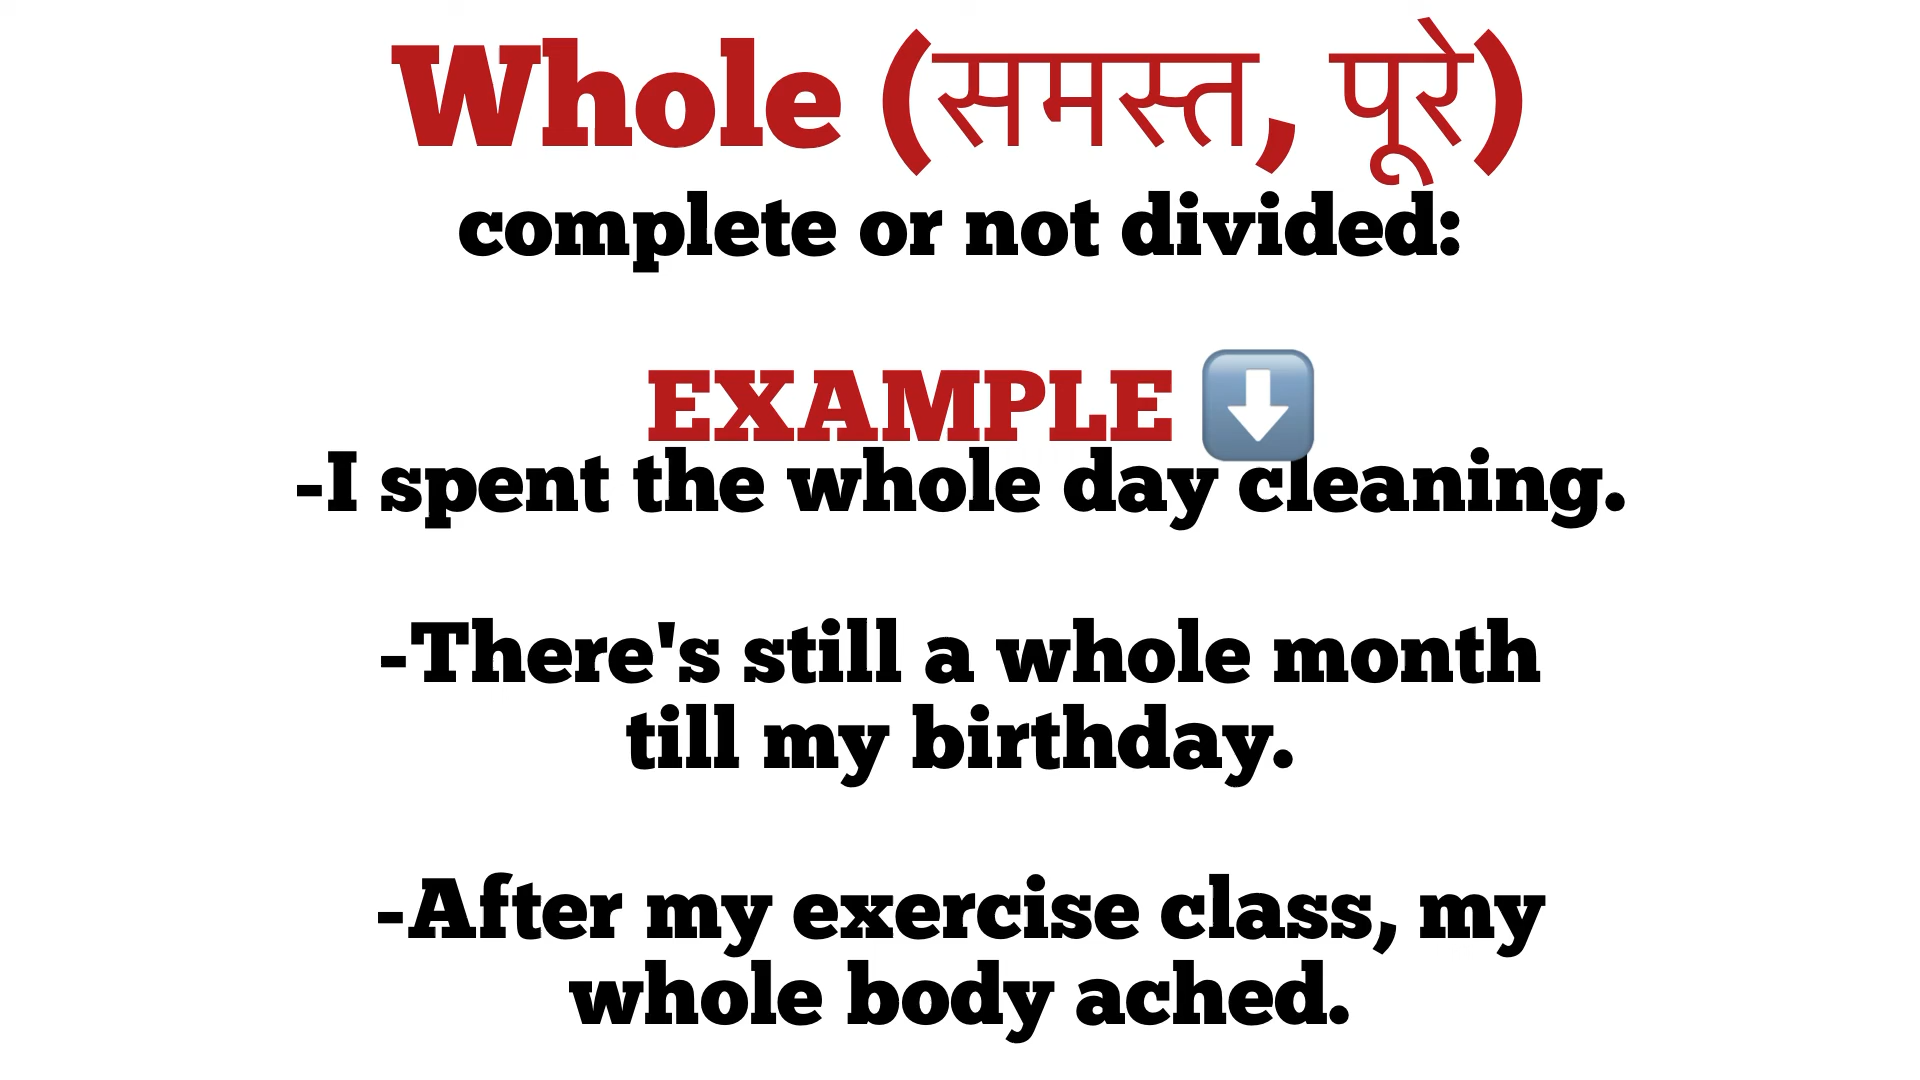 Whole (समस्त, पूरे)
complete or not divided:
EXAMPLE ⬇️
-I spent the whole day cleaning.
-There's still a whole month
till my birthday.
-After my exercise class, my
whole body ached.